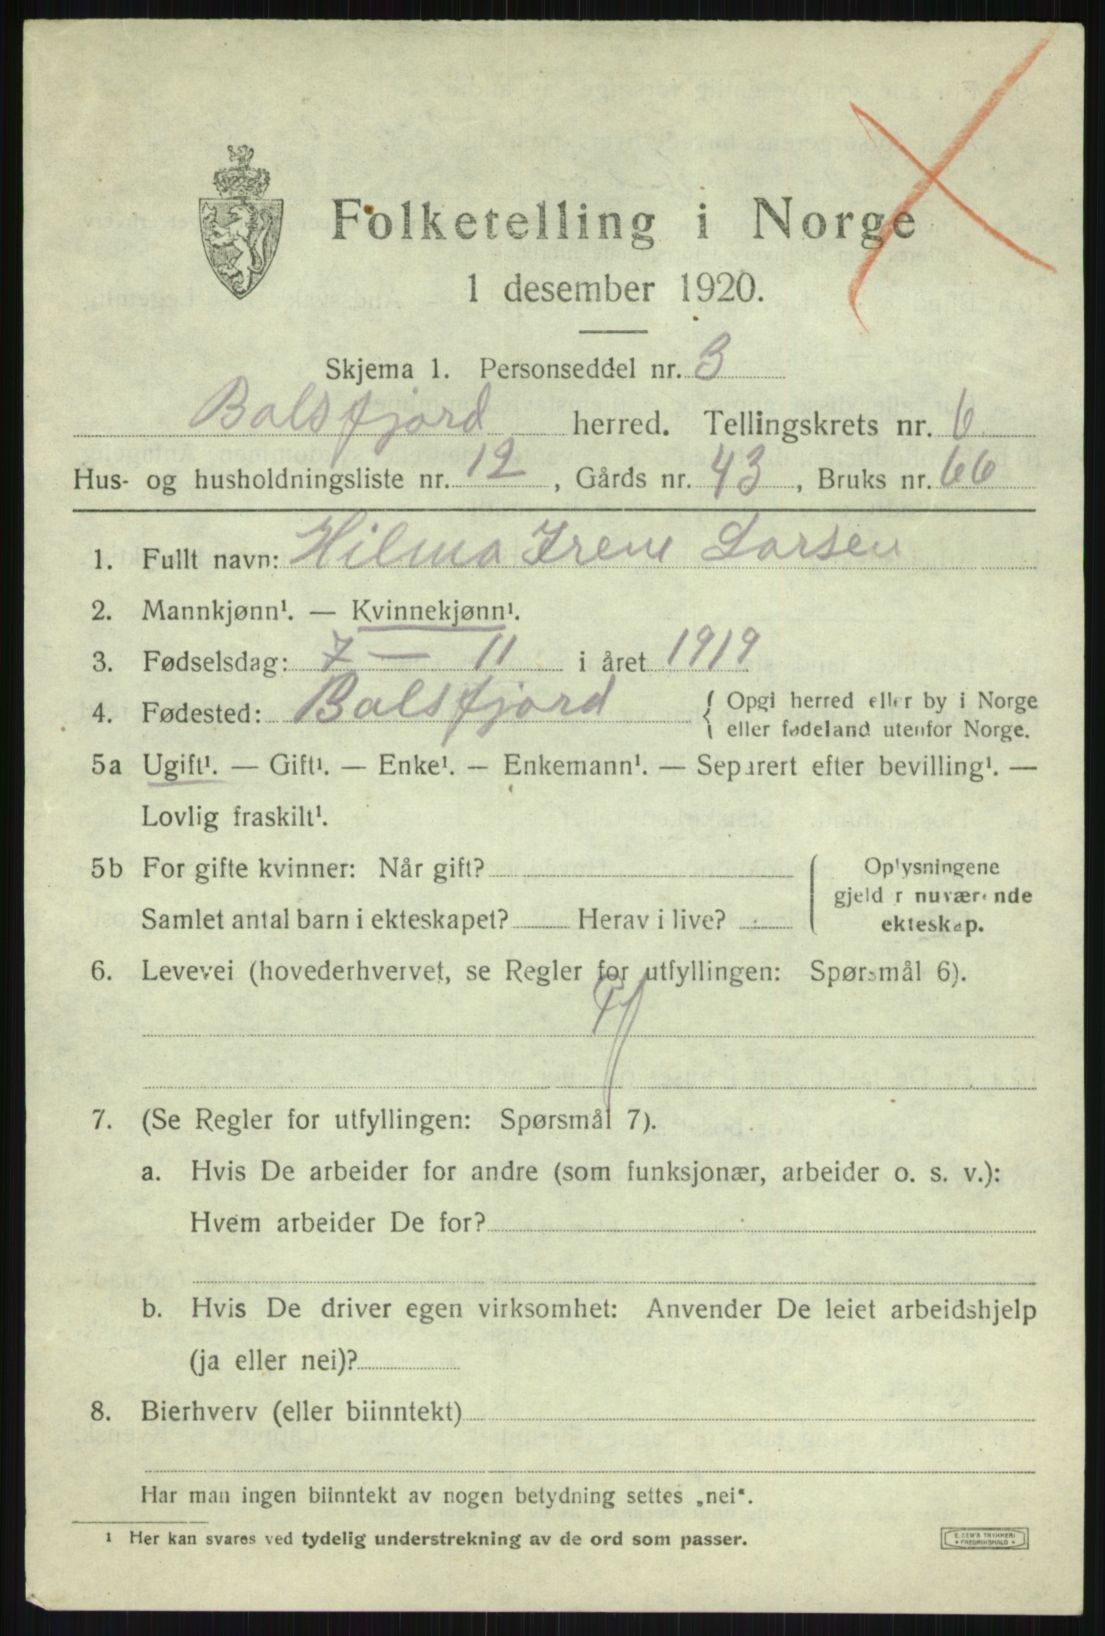 Folketelling i Norge
1 desember 1920.
Skjema 1. Personseddel nr. 3
Balsfjord herred. Tellingskrets nr. 6
Hus- og husholdningsliste nr. 12, Gårds nr. 43, Bruks nr. 66
1. Fullt navn: Hilma Irene Larsen
2. Mannkjønn¹. — Kvinnekjønn¹.
3. Fødselsdag: 7 — 11 i året 1919
4. Fødested: Balsfjord { Opgi herred eller by i Norge
eller fødeland utenfor Norge.
5a Ugift¹. — Gift¹. — Enke¹. — Enkemann¹. — Separert efter bevilling¹. —
Lovlig fraskilt¹.
5b For gifte kvinner: Når gift?
Samlet antal barn i ekteskapet? Herav i live?
Oplysningene
gjelder nuværende
ekteskap.
6. Levevei (hovederhvervet, se Regler for utfyllingen: Spørsmål 6).
7. (Se Regler for utfyllingen: Spørsmål 7).
a. Hvis De arbeider for andre (som funksjonær, arbeider o. s. v.):
Hvem arbeider De for?
b. Hvis De driver egen virksomhet: Anvender De leiet arbeidshjelp
(ja eller nei)?
8. Bierhverv (eller biinntekt)
Har man ingen biinntekt av nogen betydning settes „nei“.
¹ Her kan svares ved tydelig understrekning av de ord som passer.